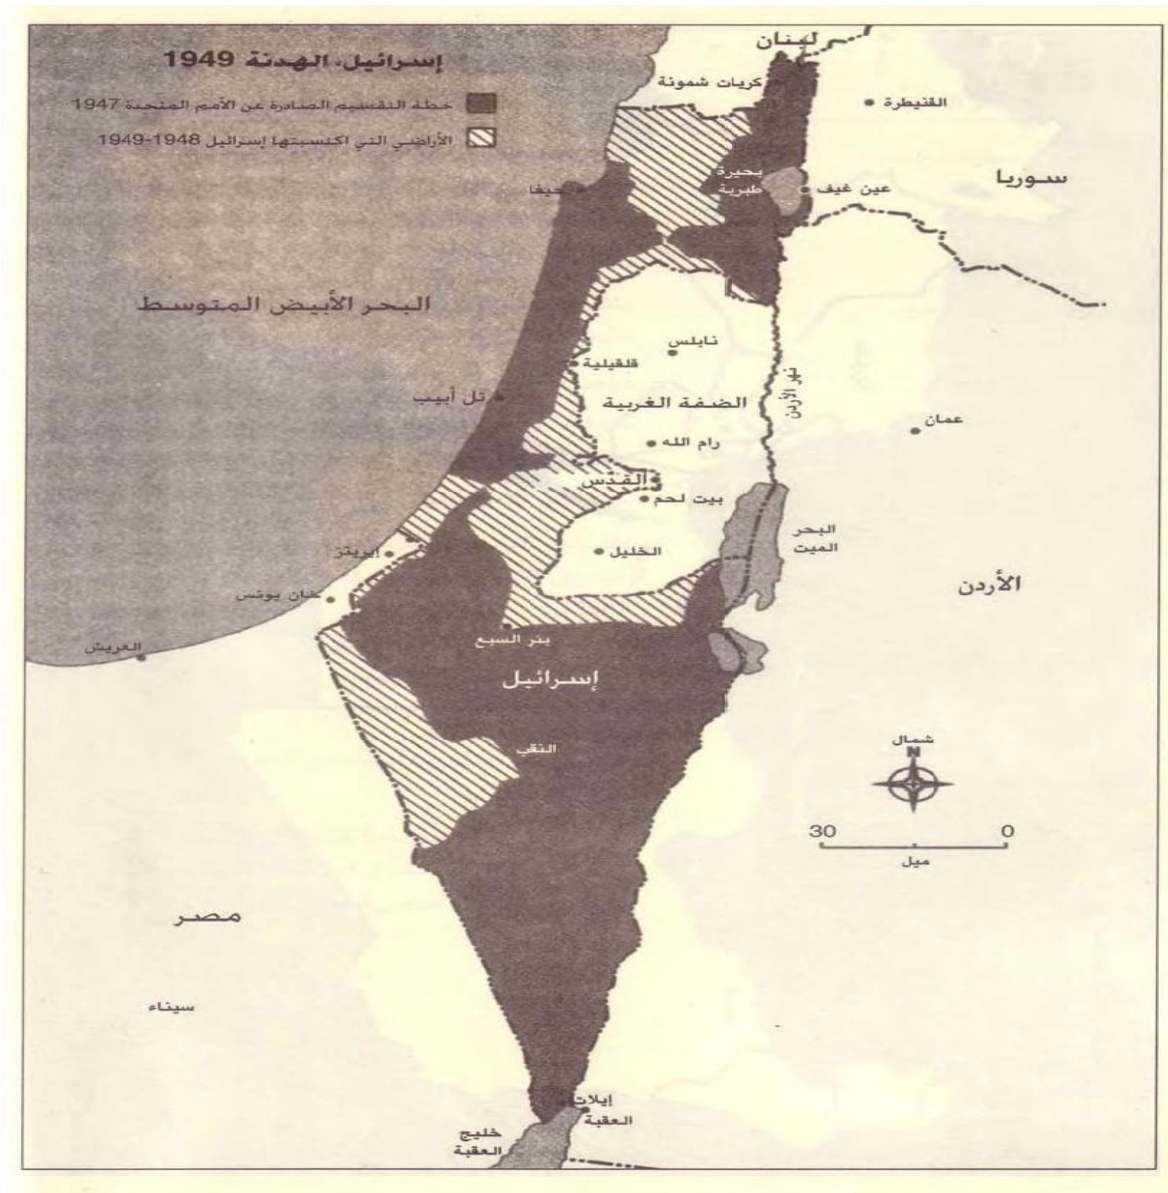 إسرائيل، الهدنة 1949
خطة التقسيم الصادرة عن الأمم المتحدة 1947
الأراضي التي اكتسبتها إسرائيل 1948-1949
لبنان
كريات شمونة
القنيطرة
سوريا
بحيرة
طبرية
عين غيف
حيفا
البحر الأبيض المتوسط
نابلس
قلقيلية
نهر الأردن
تل أبيب
الضفة الغربية
عمان
رام الله
القدس
بيت لحم
البحر
الميت
إيريتز
الخليل
الأردن
خان يونس
بئر السبع
العريش
إسرائيل
النقب
شمال
N
30
0
ميل
مصر
سيناء
إيلات
العقبة
خليج
العقبة